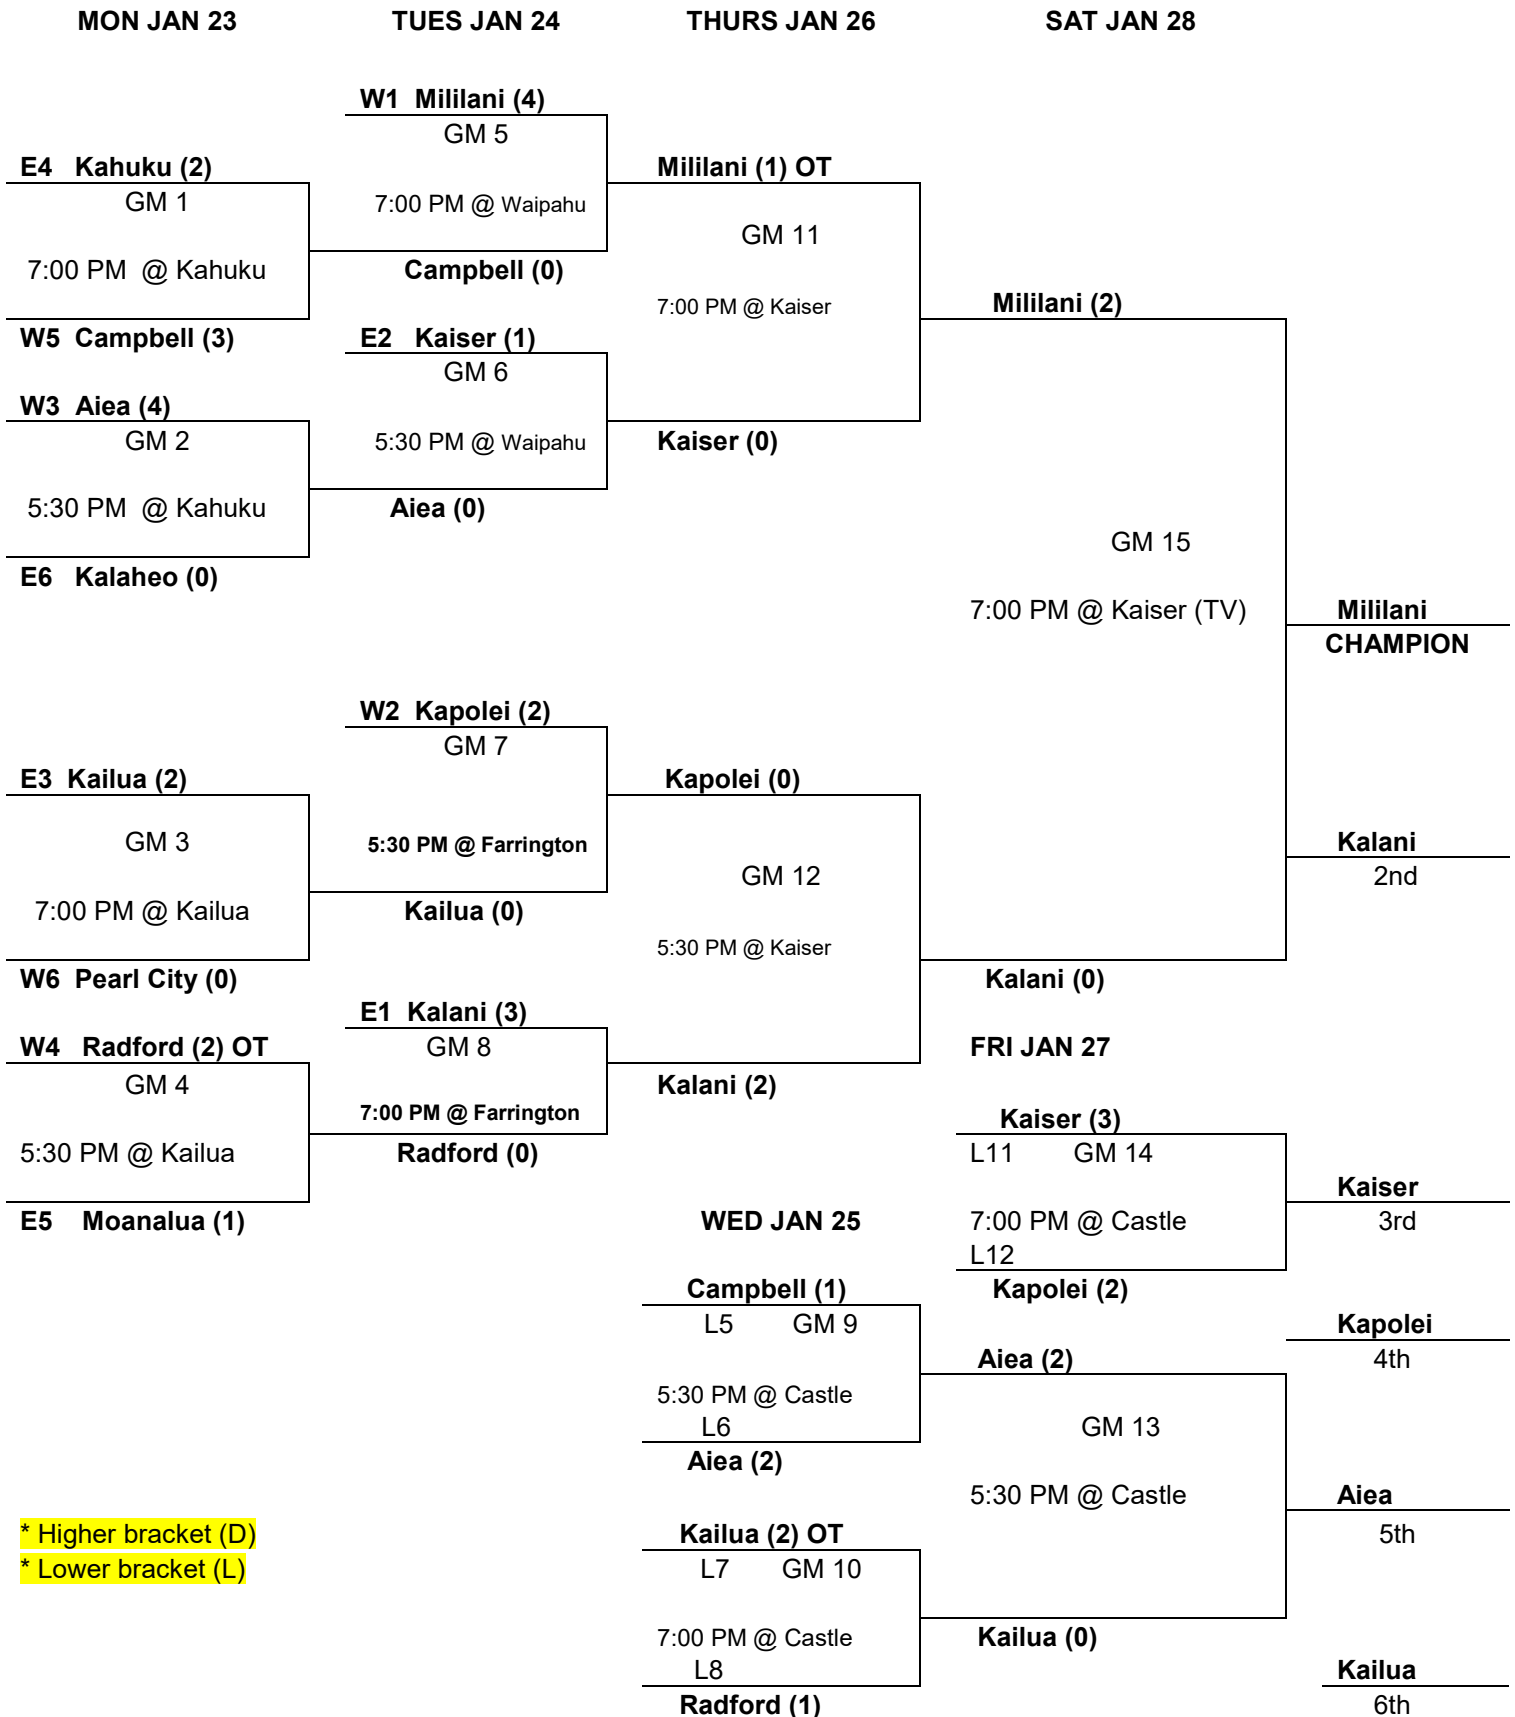 MON JAN 23 TUES JAN 24 THURS JAN 26 SAT JAN 28
W1 Mililani (4)
GM 5
E4 Kahuku (2) Mililani (1) OT
GM 1 7:00 PM @ Waipahu
GM 11
7:00 PM @ Kahuku Campbell (0)
7:00 PM @ Kaiser Mililani (2)
W5 Campbell (3) E2 Kaiser (1)
GM 6
W3 Aiea (4)
GM 2 5:30 PM @ Waipahu Kaiser (0)
5:30 PM @ Kahuku Aiea (0)
GM 15
E6 Kalaheo (0)
7:00 PM @ Kaiser (TV) Mililani
CHAMPION
W2 Kapolei (2)
GM 7
E3 Kailua (2) Kapolei (0)
GM 3 5:30 PM @ Farrington Kalani
GM 12 2nd
7:00 PM @ Kailua Kailua (0)
5:30 PM @ Kaiser
W6 Pearl City (0) Kalani (0)
E1 Kalani (3)
W4 Radford (2) OT GM 8 FRI JAN 27
GM 4 Kalani (2)
7:00 PM @ Farrington Kaiser (3)
5:30 PM @ Kailua Radford (0) L11 GM 14
Kaiser
E5 Moanalua (1) WED JAN 25 7:00 PM @ Castle 3rd
L12
Campbell (1) Kapolei (2)
L5 GM 9 Kapolei
Aiea (2) 4th
5:30 PM @ Castle
L6 GM 13
Aiea (2)
5:30 PM @ Castle Aiea
* Higher bracket (D) Kailua (2) OT 5th
* Lower bracket (L) L7 GM 10
7:00 PM @ Castle Kailua (0)
L8 Kailua
Radford (1) 6th